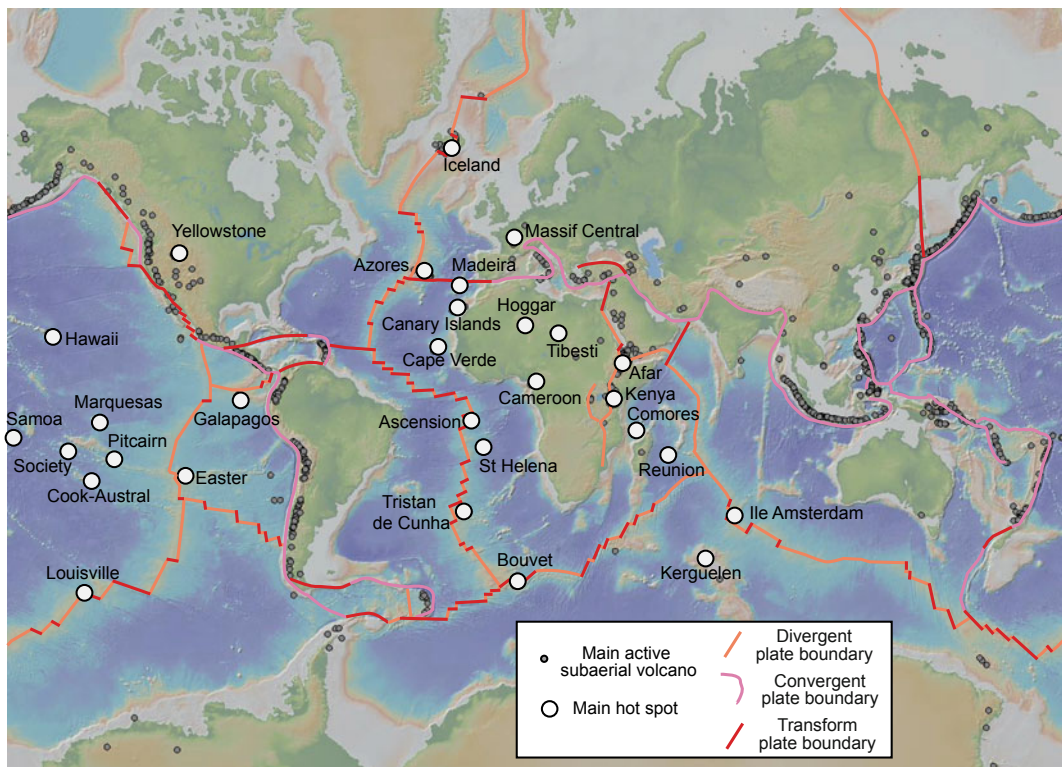 Iceland
Yellowstone
Massif Central
Azores
Madeira
Hoggar
Canary Islands
Hawaii
Tibesti
Cape Verde
Afar
Cameroon
Kenya
Marquesas
Galapagos
Comores
Samoa
Ascension
Pitcairn
Society
St Helena
Reunion
Easter
Cook-Austral
Tristan
de Cunha
Ile Amsterdam
Bouvet
Louisville
Kerguelen
Main active
subaerial volcano
Main hot spot
Divergent
plate boundary
Convergent
plate boundary
Transform
plate boundary